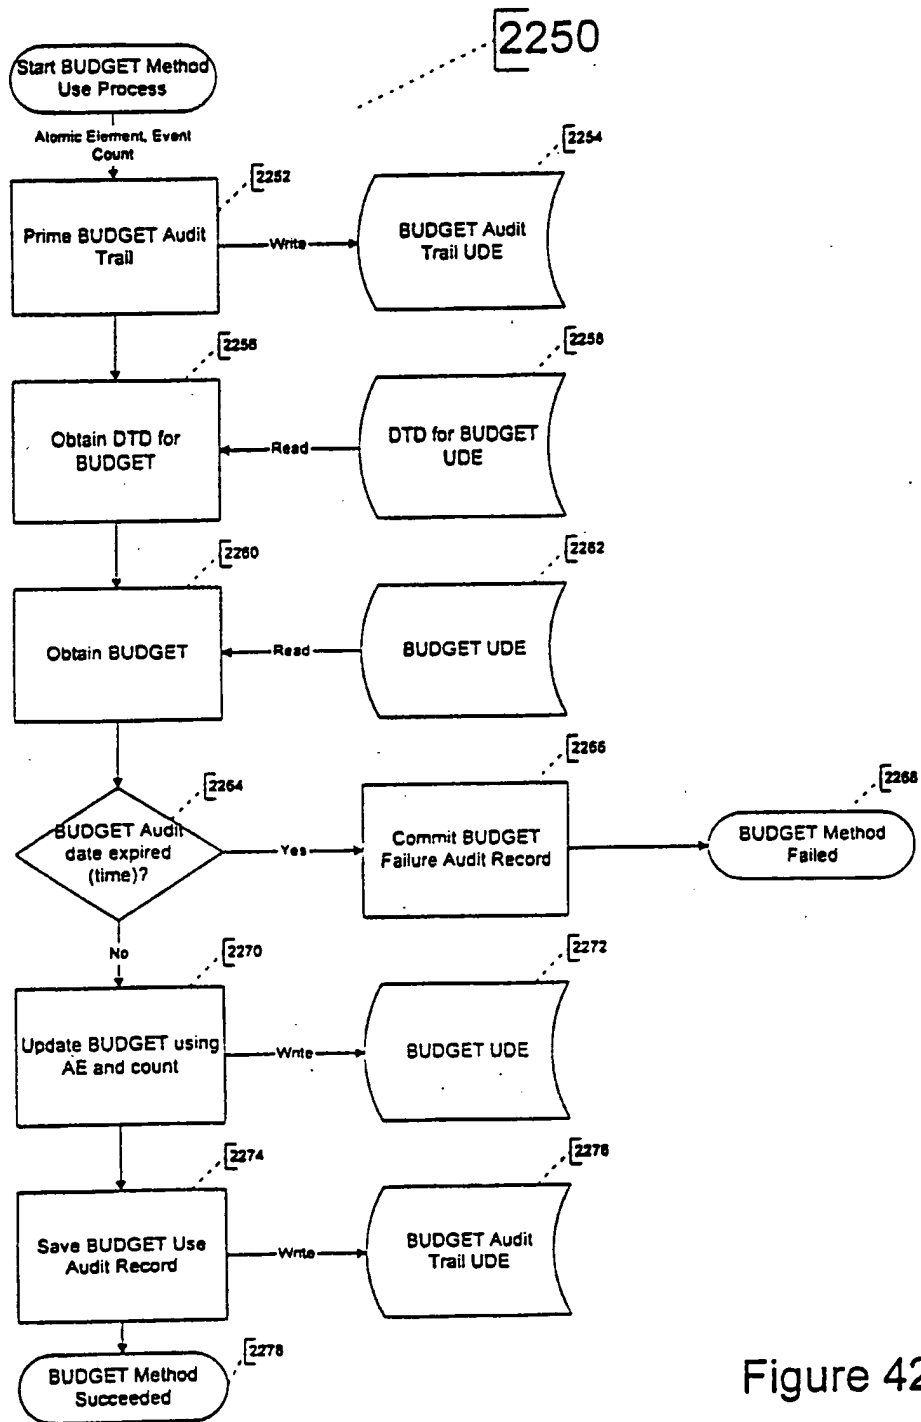 2250
Start BUDGET Method
Use Process
Atomic Element, Event
Count
2252
2254
Prime BUDGET Audit
Trail
Write
BUDGET Audit
Trail UDE
2256
2258
Obtain DTD for
BUDGET
Read
DTD for BUDGET
UDE
2260
2262
Obtain BUDGET
Read
BUDGET UDE
2264
2266
2268
BUDGET Audit
date expired
(time)?
Yes
Commit BUDGET
Failure Audit Record
BUDGET Method
Failed
No
2270
2272
Update BUDGET using
AE and count
Write
BUDGET UDE
2274
2276
Save BUDGET Use
Audit Record
Write
BUDGET Audit
Trail UDE
2278
BUDGET Method
Succeeded
Figure 42